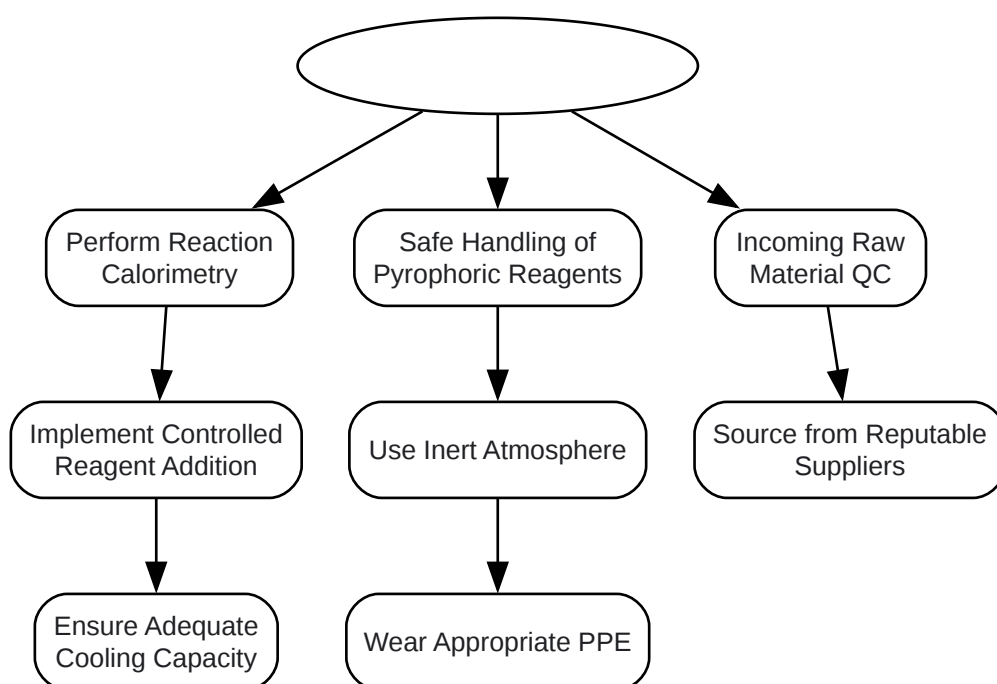 Perform Reaction
Calorimetry
Safe Handling of
Pyrophoric Reagents
Incoming Raw
Material QC
Implement Controlled
Reagent Addition
Use Inert Atmosphere
Source from Reputable
Suppliers
Ensure Adequate
Cooling Capacity
Wear Appropriate PPE